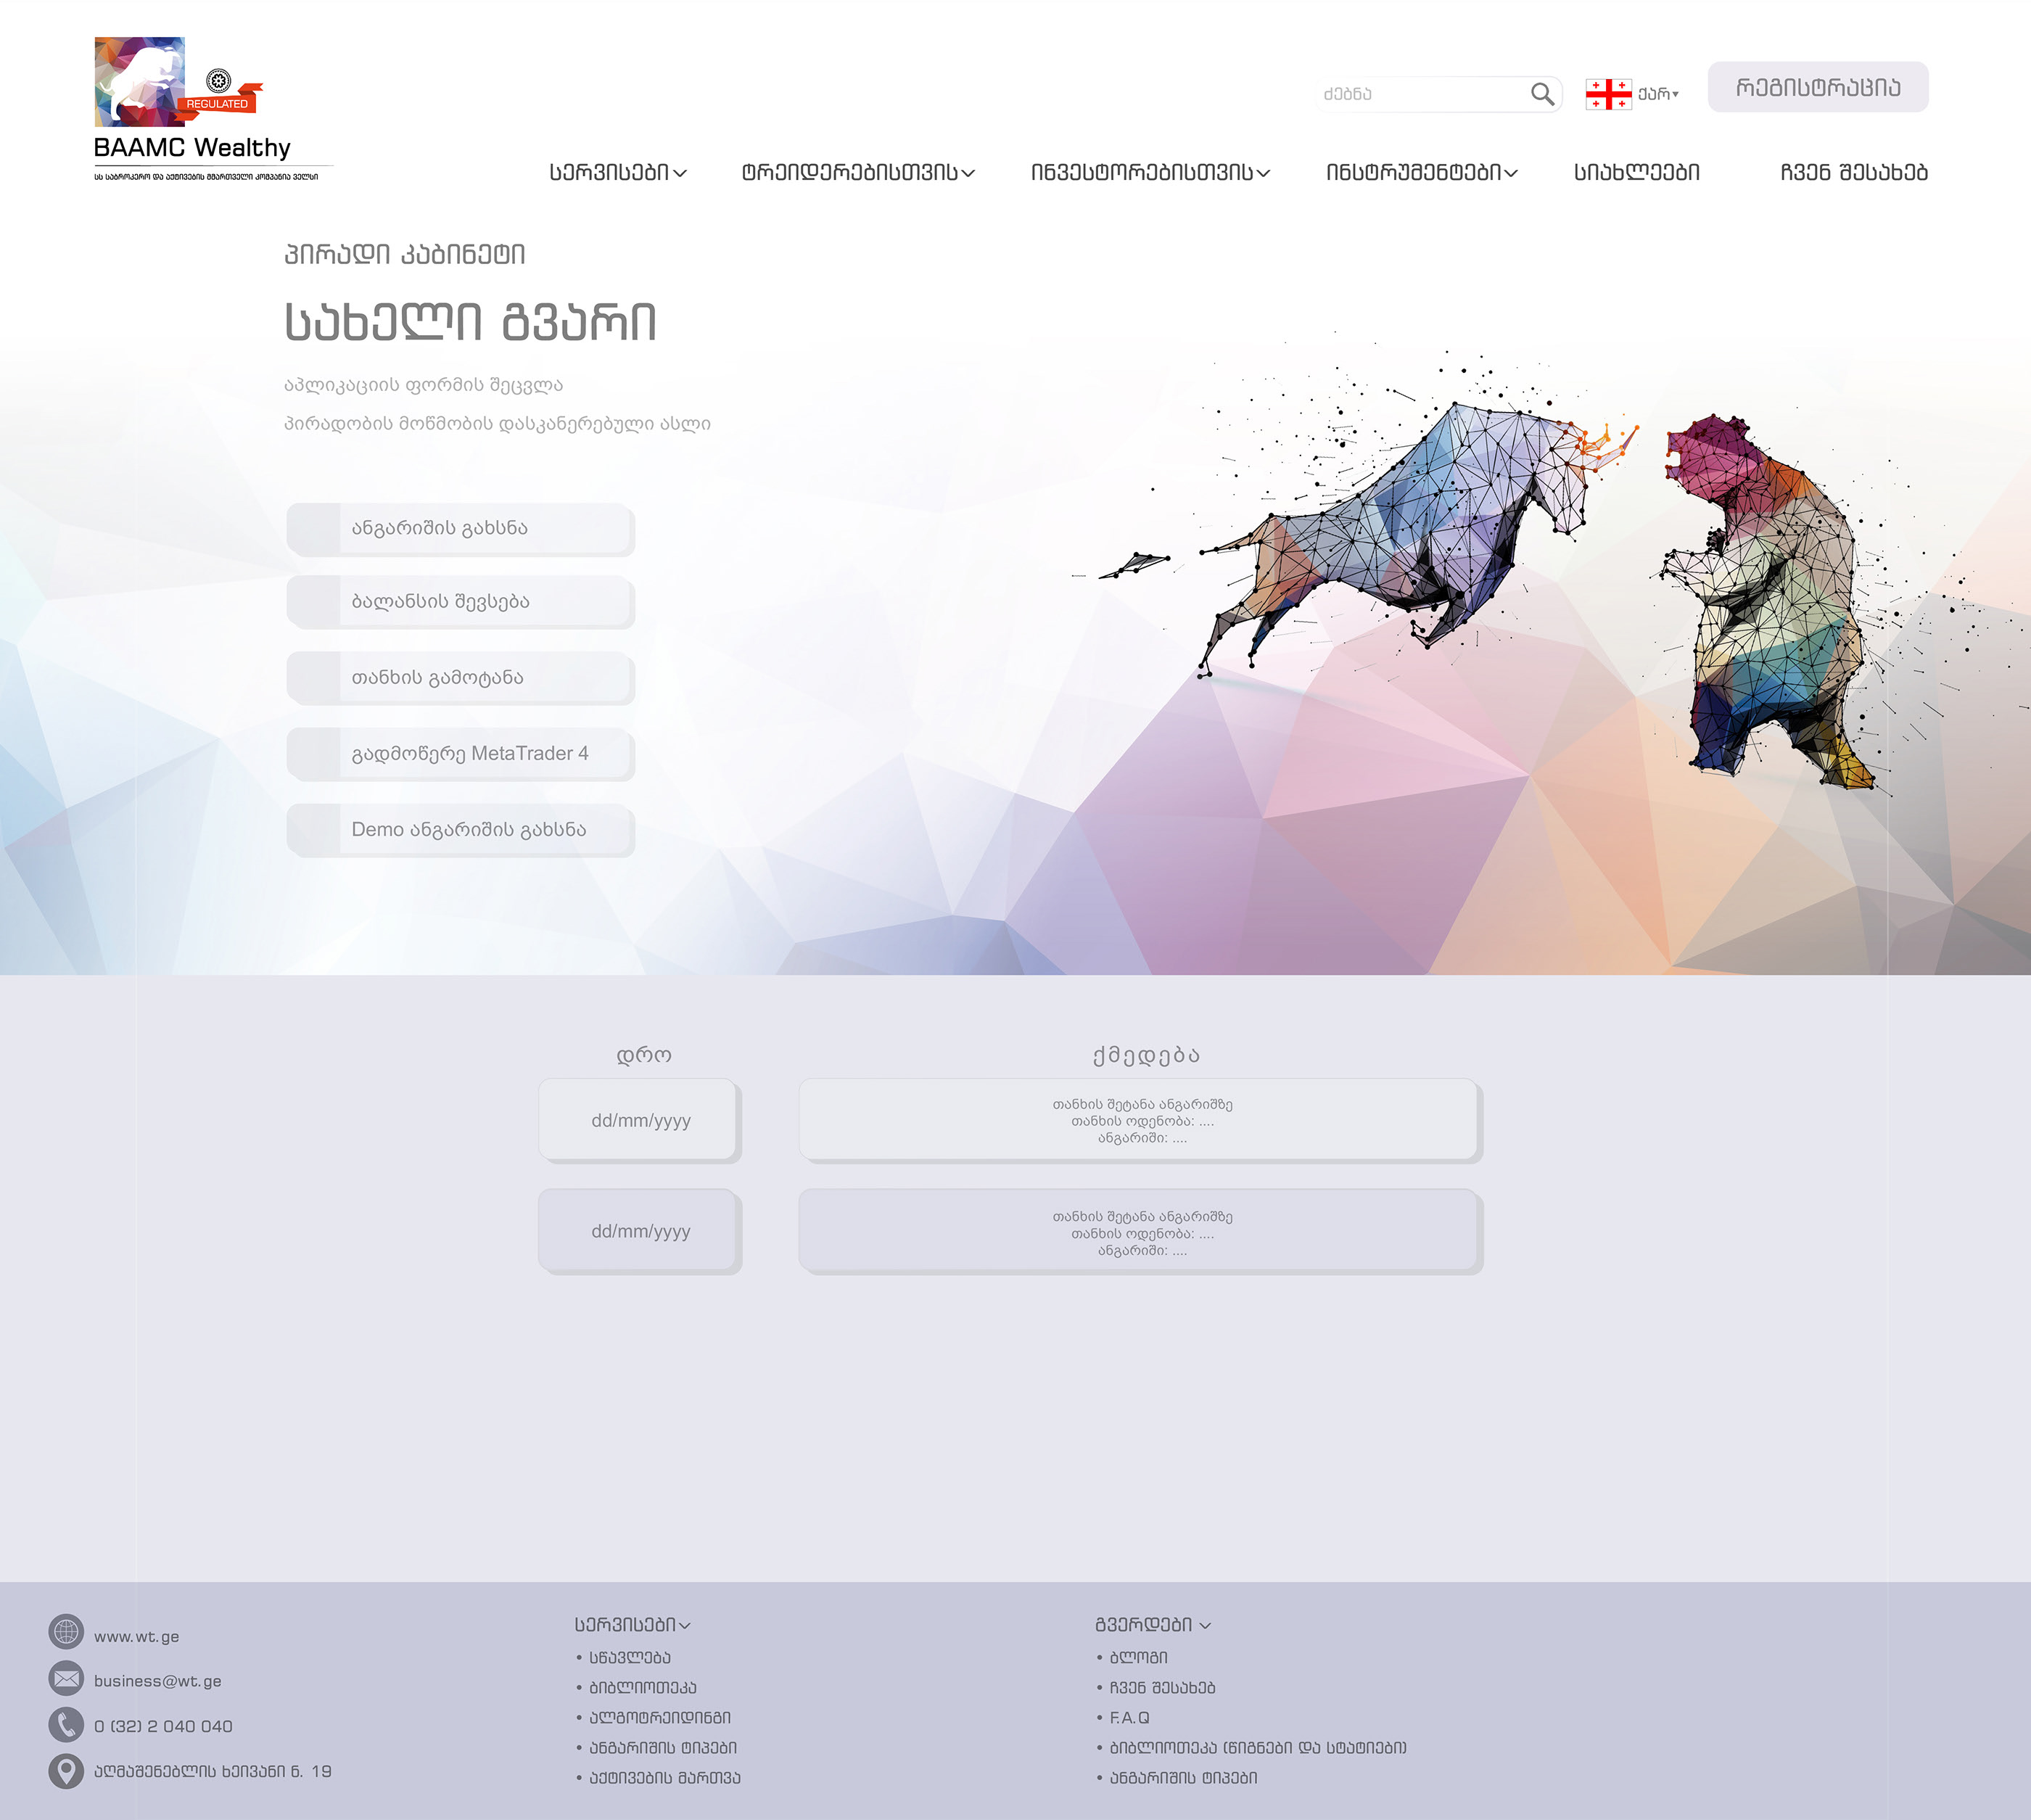 REGULATED
BAAMC Wealthy
სს საბროკერო და აქტივების მმართველი კომპანია ველსი
ძებნა
ქარ
რეგისტრაცია
სერვისები
ტრეიდერებისთვის
ინვესტორებისთვის
ინსტრუმენტები
სიახლეები
ჩვენ შესახებ
პირადი კაბინეტი
სახელი გვარი
აპლიკაციის ფორმის შეცვლა
პირადობის მოწმობის დასკანერებული ასლი
ანგარიშის გახსნა
ბალანსის შევსება
თანხის გამოტანა
გადმოწერე MetaTrader 4
Demo ანგარიშის გახსნა
დრო
ქმედება
dd/mm/yyyy
თანხის შეტანა ანგარიშზე
თანხის ოდენობა: ....
ანგარიში: ....
dd/mm/yyyy
თანხის შეტანა ანგარიშზე
თანხის ოდენობა: ....
ანგარიში: ....
www.wt.ge
business@wt.ge
0 (32) 2 040 040
აღმაშენებლის ხეივანი ნ. 19
სერვისები
• სწავლება
• ბიბლიოთეკა
• ალგოტრეიდინგი
• ანგარიშის ტიპები
• აქტივების მართვა
გვერდები
• ბლოგი
• ჩვენ შესახებ
• F.A.Q
• ბიბლიოთეკა (წიგნები და სტატიები)
• ანგარიშის ტიპები